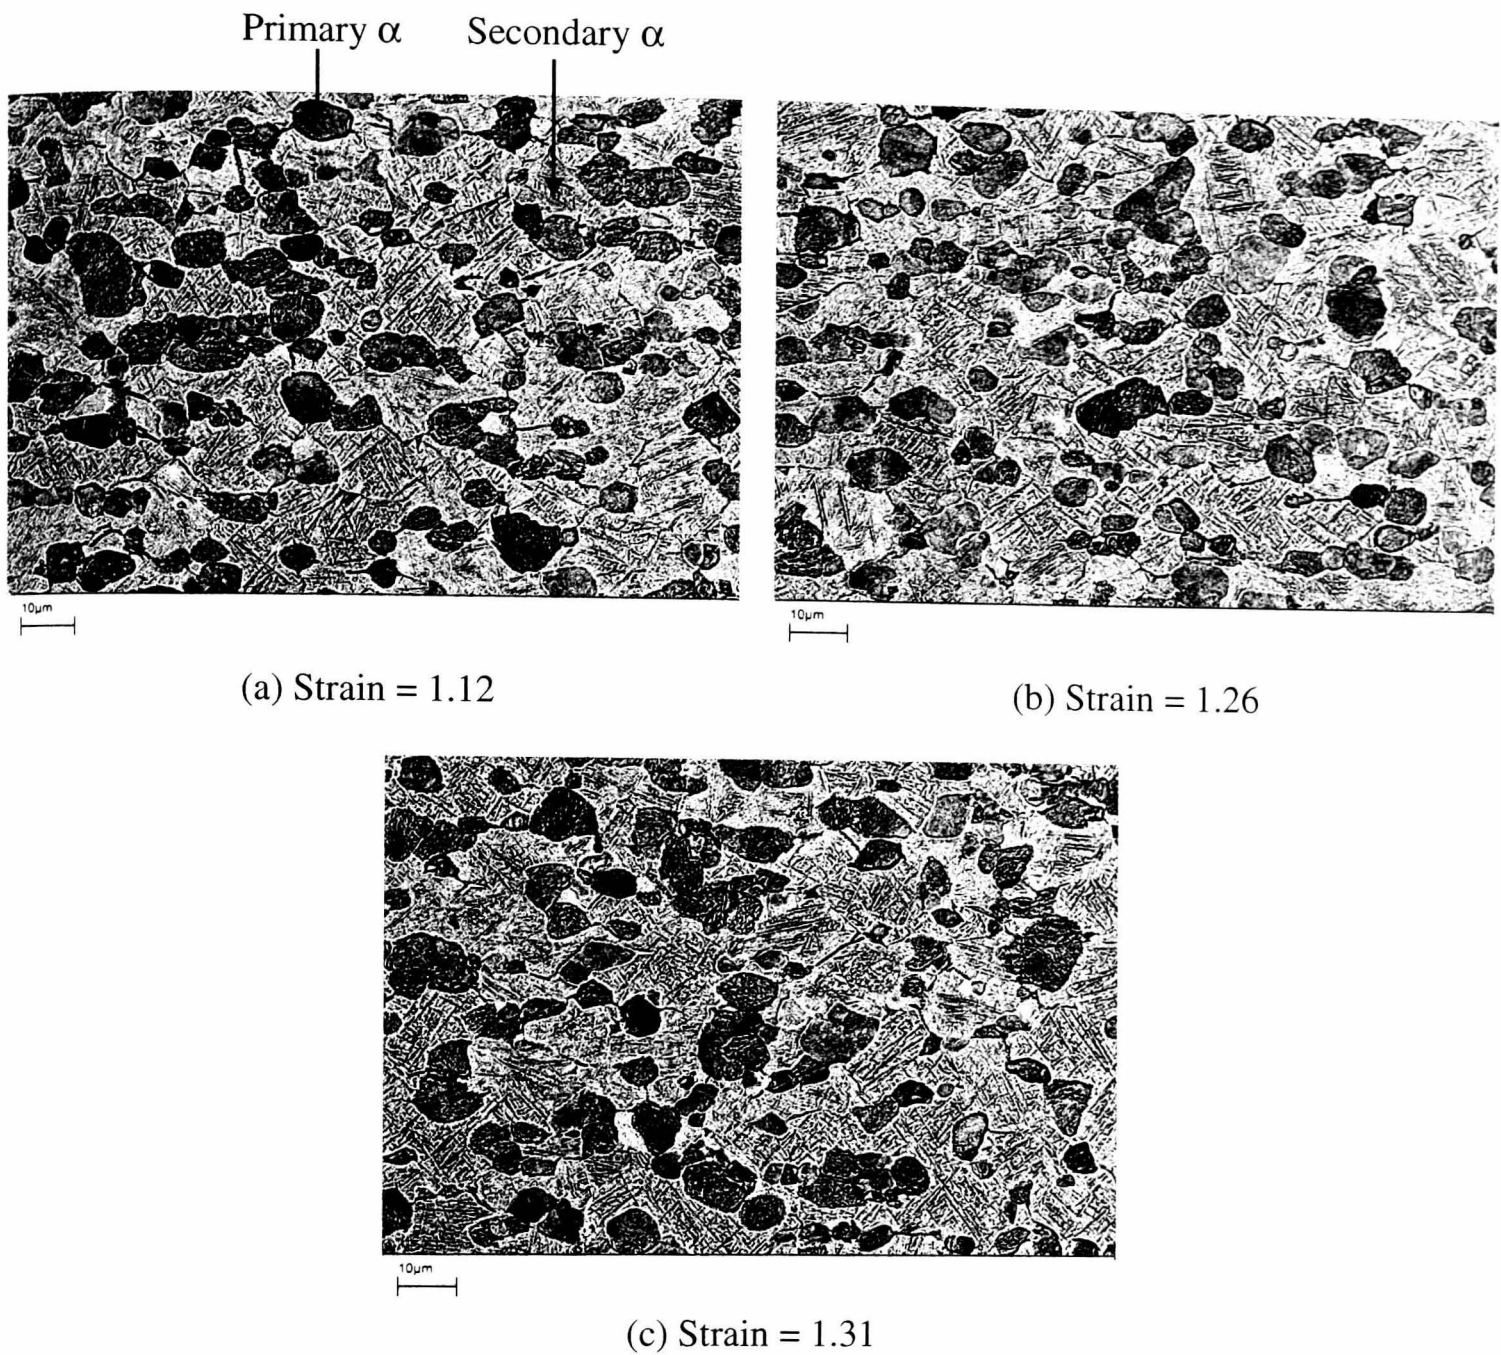 Primary α
Secondary α
10µm
10µm
(a) Strain = 1.12
(b) Strain = 1.26
10µm
(c) Strain = 1.31